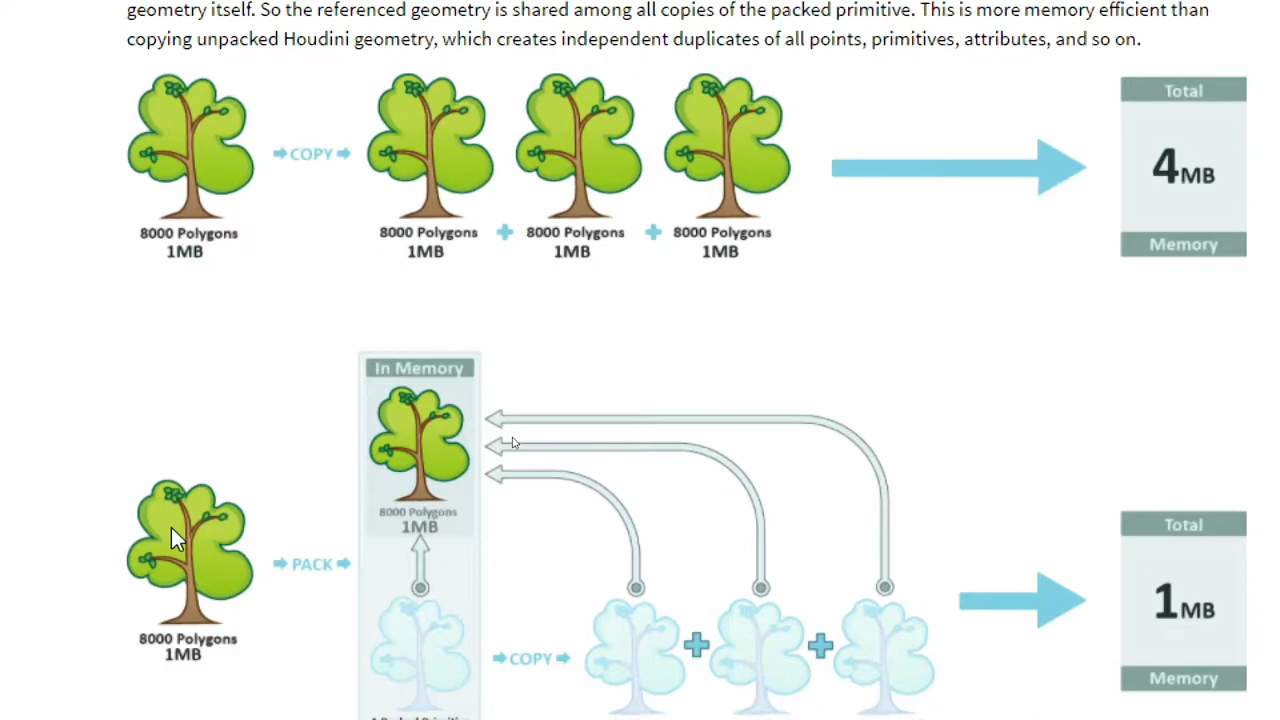 geometry itself. So the referenced geometry is shared among all copies of the packed primitive. This is more memory efficient than
copying unpacked Houdini geometry, which creates independent duplicates of all points, primitives, attributes, and so on.
Total
COPY
4MB
8000 Polygons 8000 Polygons 8000 Polygons 8000 Polygons
1MB 1MB 1MB 1MB
Memory
In Memory
8000 Polygons
1MB
Total
PACK
1MB
8000 Polygons
1MB
COPY
Memory